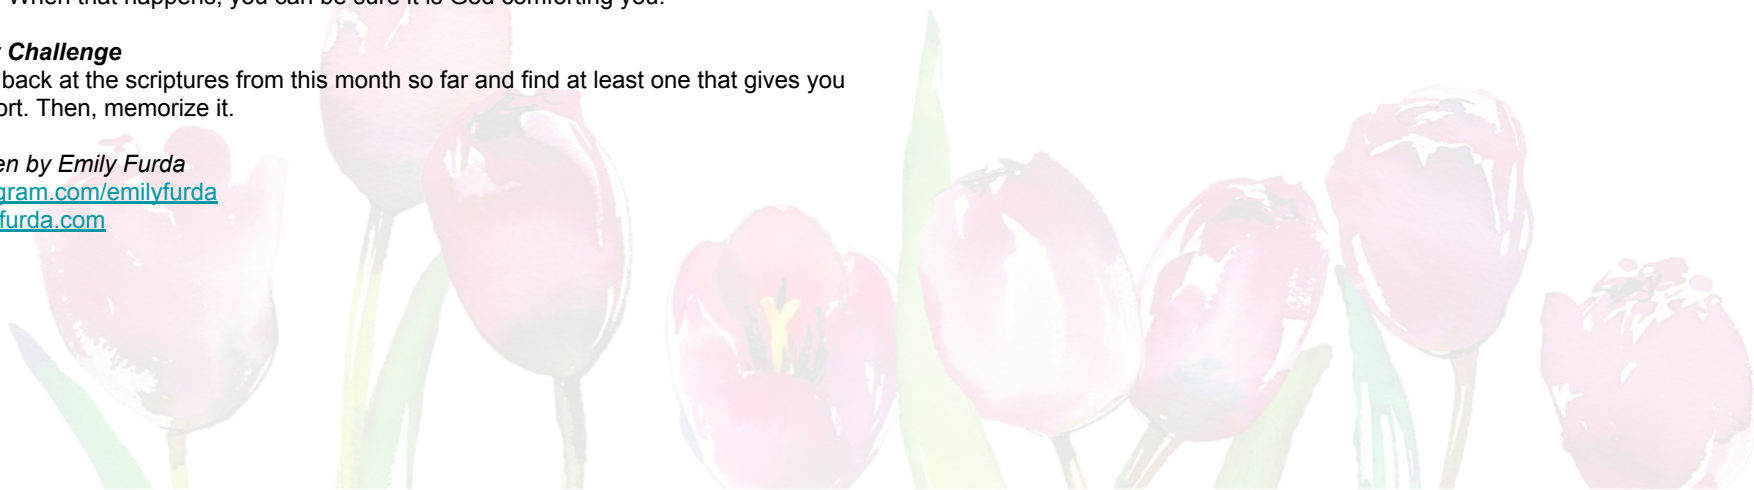 When that happens, you can be sure it is God comforting you.
Challenge
back at the scriptures from this month so far and find at least one that gives you
ort. Then, memorize it.
en by Emily Furda
gram.com/emilyfurda
furda.com